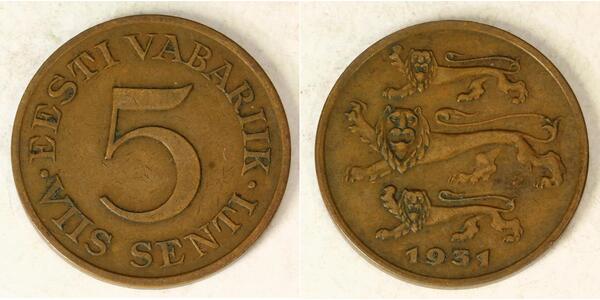 EESTI VABARIIK
5
VIIS SENTI
1931